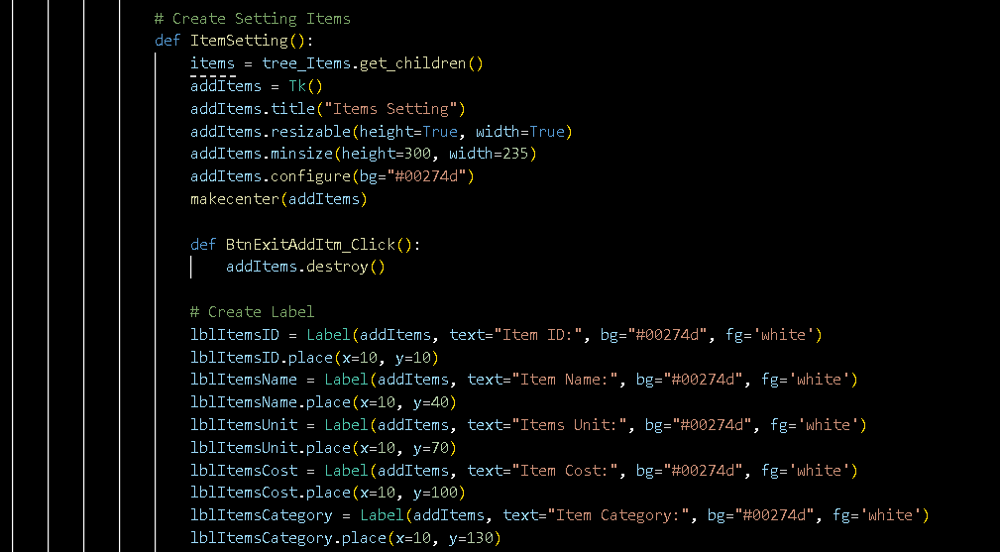 # Create Setting Items
def ItemSetting():
items = tree_Items.get_children()
addItems = Tk()
addItems.title("Items Setting")
addItems.resizable(height=True, width=True)
addItems.minsize(height=300, width=235)
addItems.configure(bg="#00274d")
makecenter(addItems)
def BtnExitAddItm_Click():
addItems.destroy()
# Create Label
lblItemsID = Label(addItems, text="Item ID:", bg="#00274d", fg='white')
lblItemsID.place(x=10, y=10)
lblItemsName = Label(addItems, text="Item Name:", bg="#00274d", fg='white')
lblItemsName.place(x=10, y=40)
lblItemsUnit = Label(addItems, text="Items Unit:", bg="#00274d", fg='white')
lblItemsUnit.place(x=10, y=70)
lblItemsCost = Label(addItems, text="Item Cost:", bg="#00274d", fg='white')
lblItemsCost.place(x=10, y=100)
lblItemsCategory = Label(addItems, text="Item Category:", bg="#00274d", fg='white')
lblItemsCategory.place(x=10, y=130)